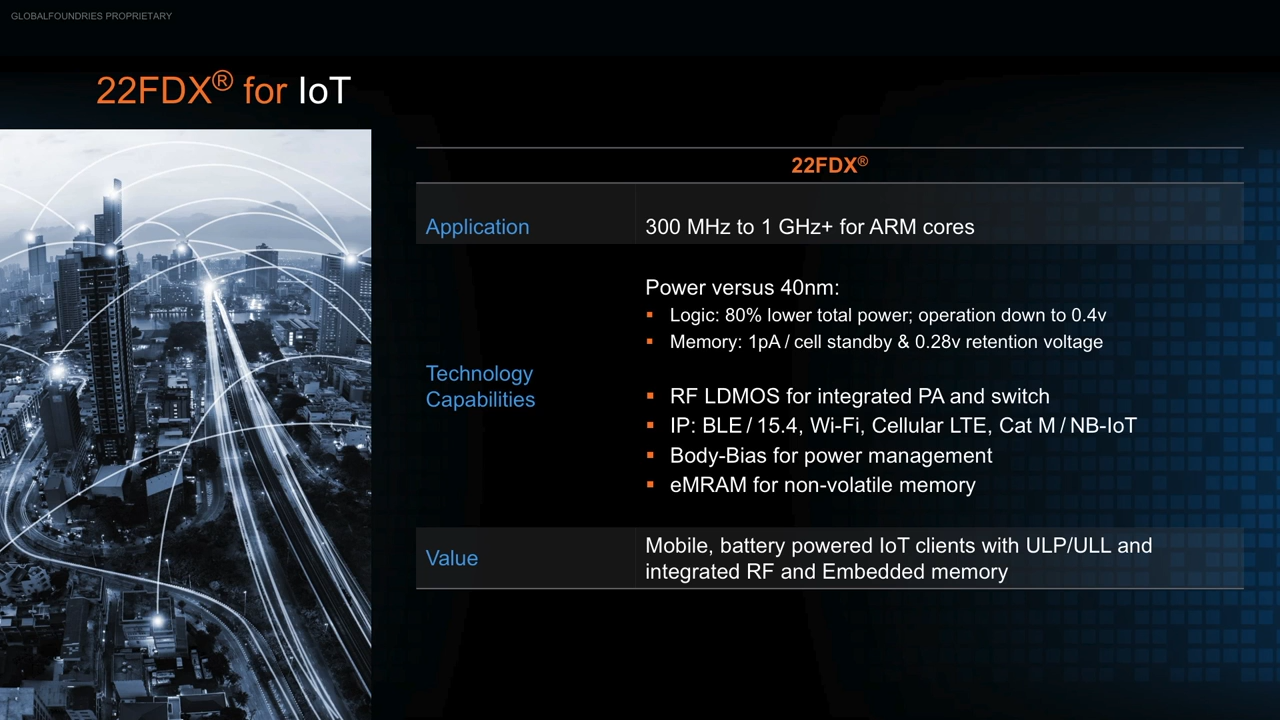 GLOBALFOUNDRIES PROPRIETARY
22FDX® for IoT
22FDX®
Application
300 MHz to 1 GHz+ for ARM cores
Technology
Capabilities
Power versus 40nm:
▪ Logic: 80% lower total power; operation down to 0.4v
▪ Memory: 1pA / cell standby & 0.28v retention voltage
▪ RF LDMOS for integrated PA and switch
▪ IP: BLE / 15.4, Wi-Fi, Cellular LTE, Cat M / NB-IoT
▪ Body-Bias for power management
▪ eMRAM for non-volatile memory
Value
Mobile, battery powered IoT clients with ULP/ULL and
integrated RF and Embedded memory